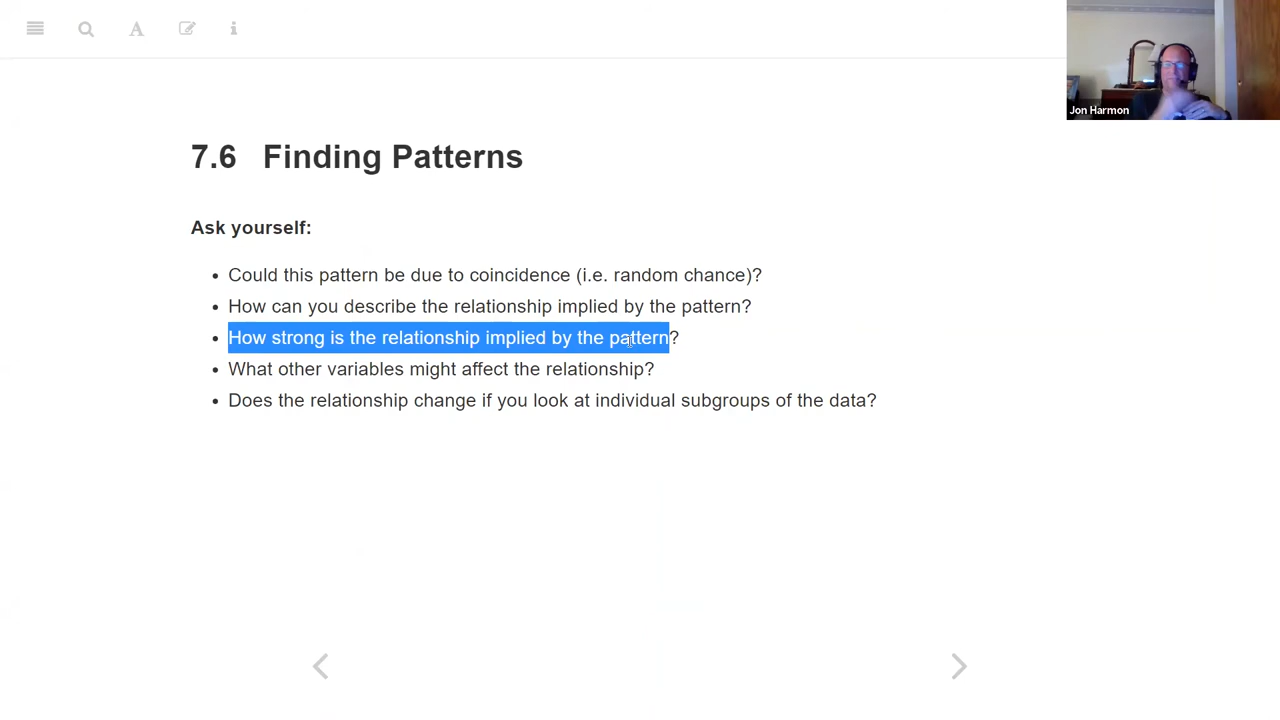 Jon Harmon
7.6 Finding Patterns
Ask yourself:
Could this pattern be due to coincidence (i.e. random chance)?
How can you describe the relationship implied by the pattern?
How strong is the relationship implied by the pattern?
What other variables might affect the relationship?
Does the relationship change if you look at individual subgroups of the data?